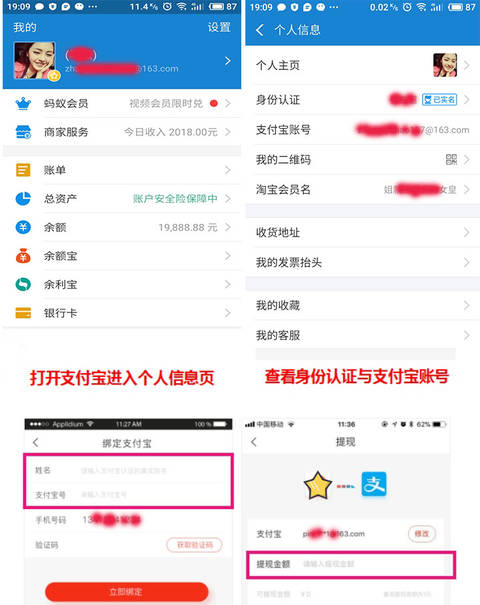 19:09
11.4%
87
我的
设置
@163.com
蚂蚁会员 视频会员限时兑
商家服务 今日收入 2018.00元
账单
总资产 账户安全险保障中
余额 19,888.88 元
余额宝
余利宝
银行卡
打开支付宝进入个人信息页
19:09
0.02%
87
个人信息
个人主页
身份认证 已实名
支付宝账号 7@163.com
我的二维码
淘宝会员名 姐 女皇
收货地址
我的发票抬头
我的收藏
我的客服
查看身份认证与支付宝账号
Applidium 11:27 AM 100%
绑定支付宝
姓名 请输入支付宝认证的真实姓名
支付宝号 请输入支付宝号
手机号码 13
验证码 获取验证码
立即绑定
中国移动 11:36 62%
提现
支付宝 p 163.com 修改
提现金额 请输入提现金额
可提现金额 ¥0